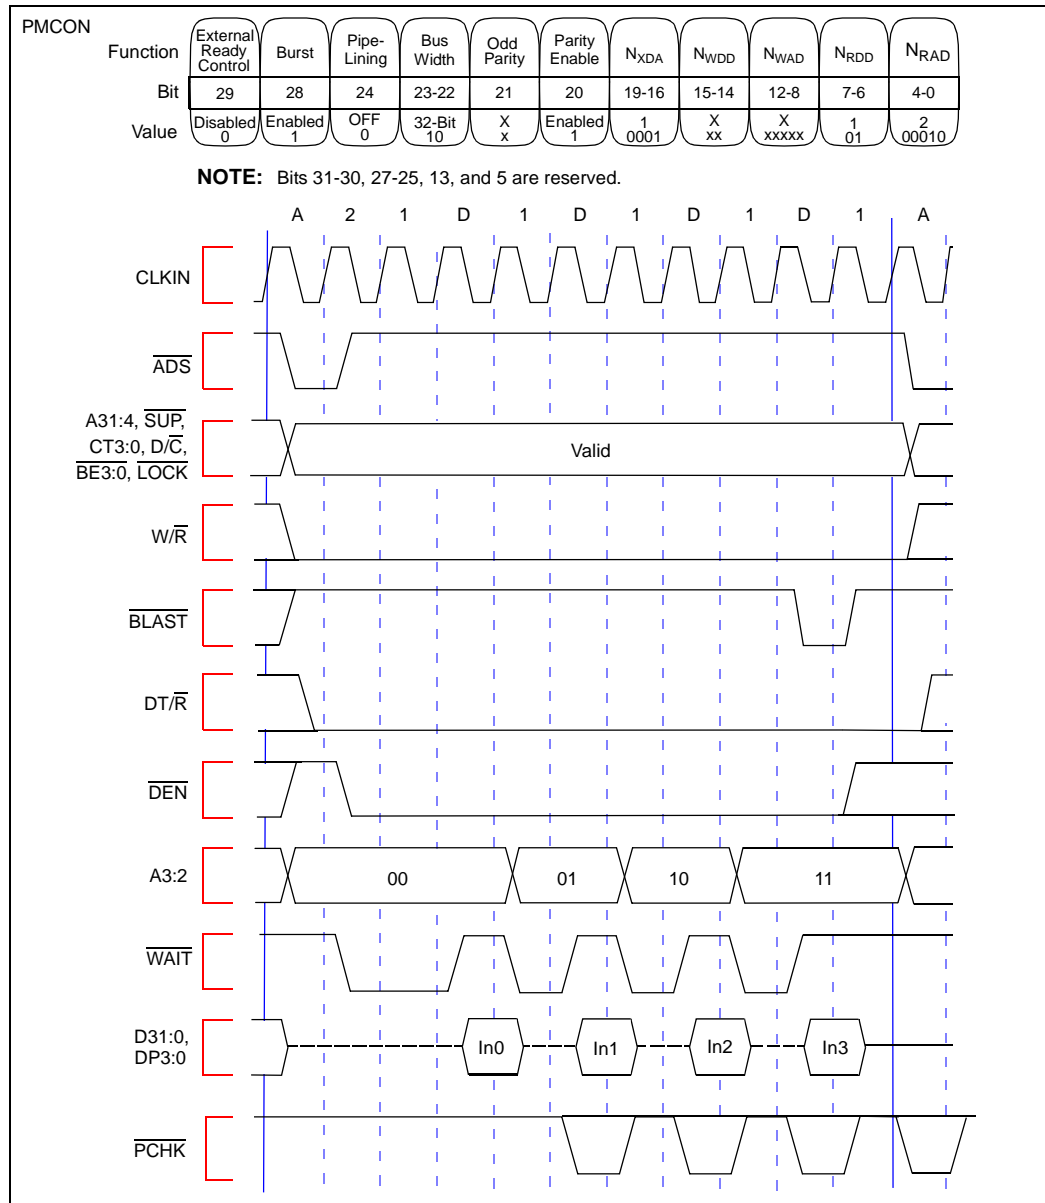 PMCON
Function
External Ready Control
Burst
Pipe-Lining
Bus Width
Odd Parity
Parity Enable
NXDA
NWDD
NWAD
NRDD
NRAD
Bit
29
28
24
23-22
21
20
19-16
15-14
12-8
7-6
4-0
Value
Disabled 0
Enabled 1
OFF 0
32-Bit 10
X x
Enabled 1
1 0001
X xx
X xxxxx
1 01
2 00010
NOTE: Bits 31-30, 27-25, 13, and 5 are reserved.
A 2 1 D 1 D 1 D 1 D 1 A
CLKIN
ADS
A31:4, SUP,
CT3:0, D/C,
BE3:0, LOCK
Valid
W/R
BLAST
DT/R
DEN
A3:2
00 01 10 11
WAIT
D31:0,
DP3:0
In0 In1 In2 In3
PCHK